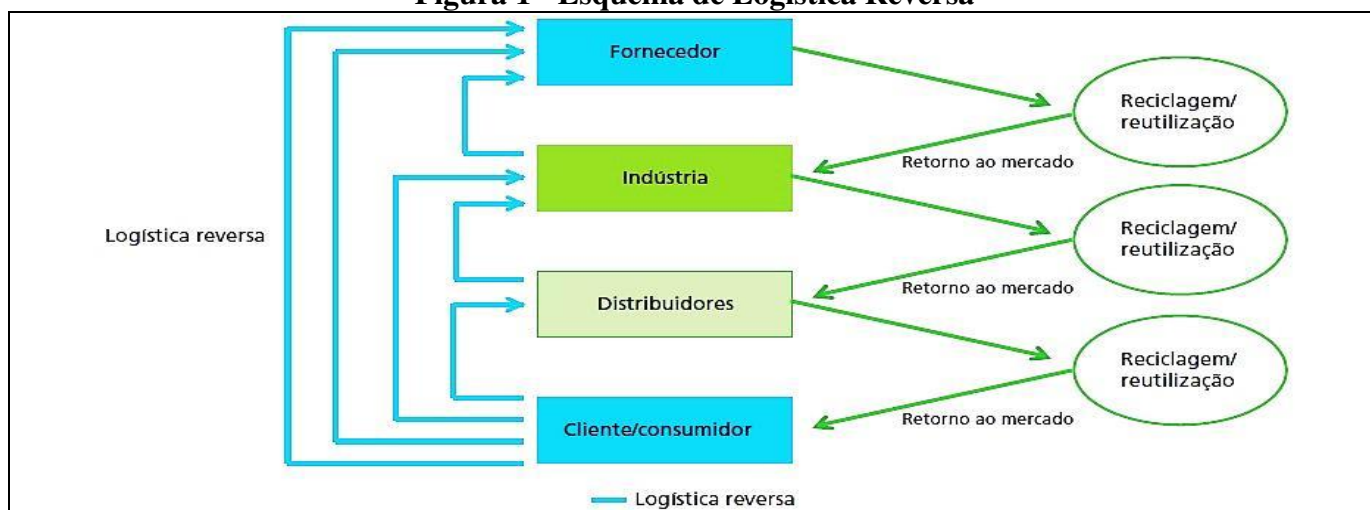 Figura 1 - Esquema de Logística Reversa
Fornecedor
Reciclagem/
reutilização
Retorno ao mercado
Indústria
Reciclagem/
reutilização
Logística reversa
Retorno ao mercado
Distribuidores
Reciclagem/
reutilização
Retorno ao mercado
Cliente/consumidor
Logística reversa